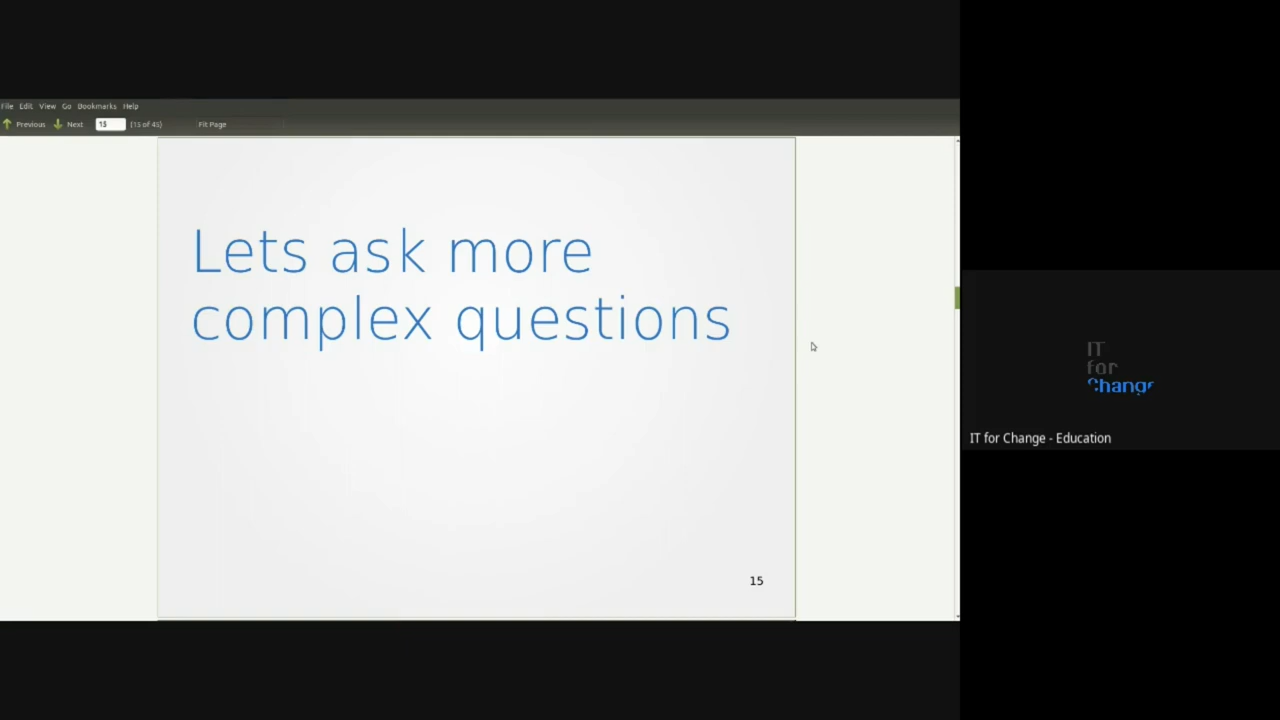 File Edit View Go Bookmarks Help
Previous Next 15 (15 of 45) Fit Page
Lets ask more
complex questions
15
IT
for
Change
IT for Change - Education